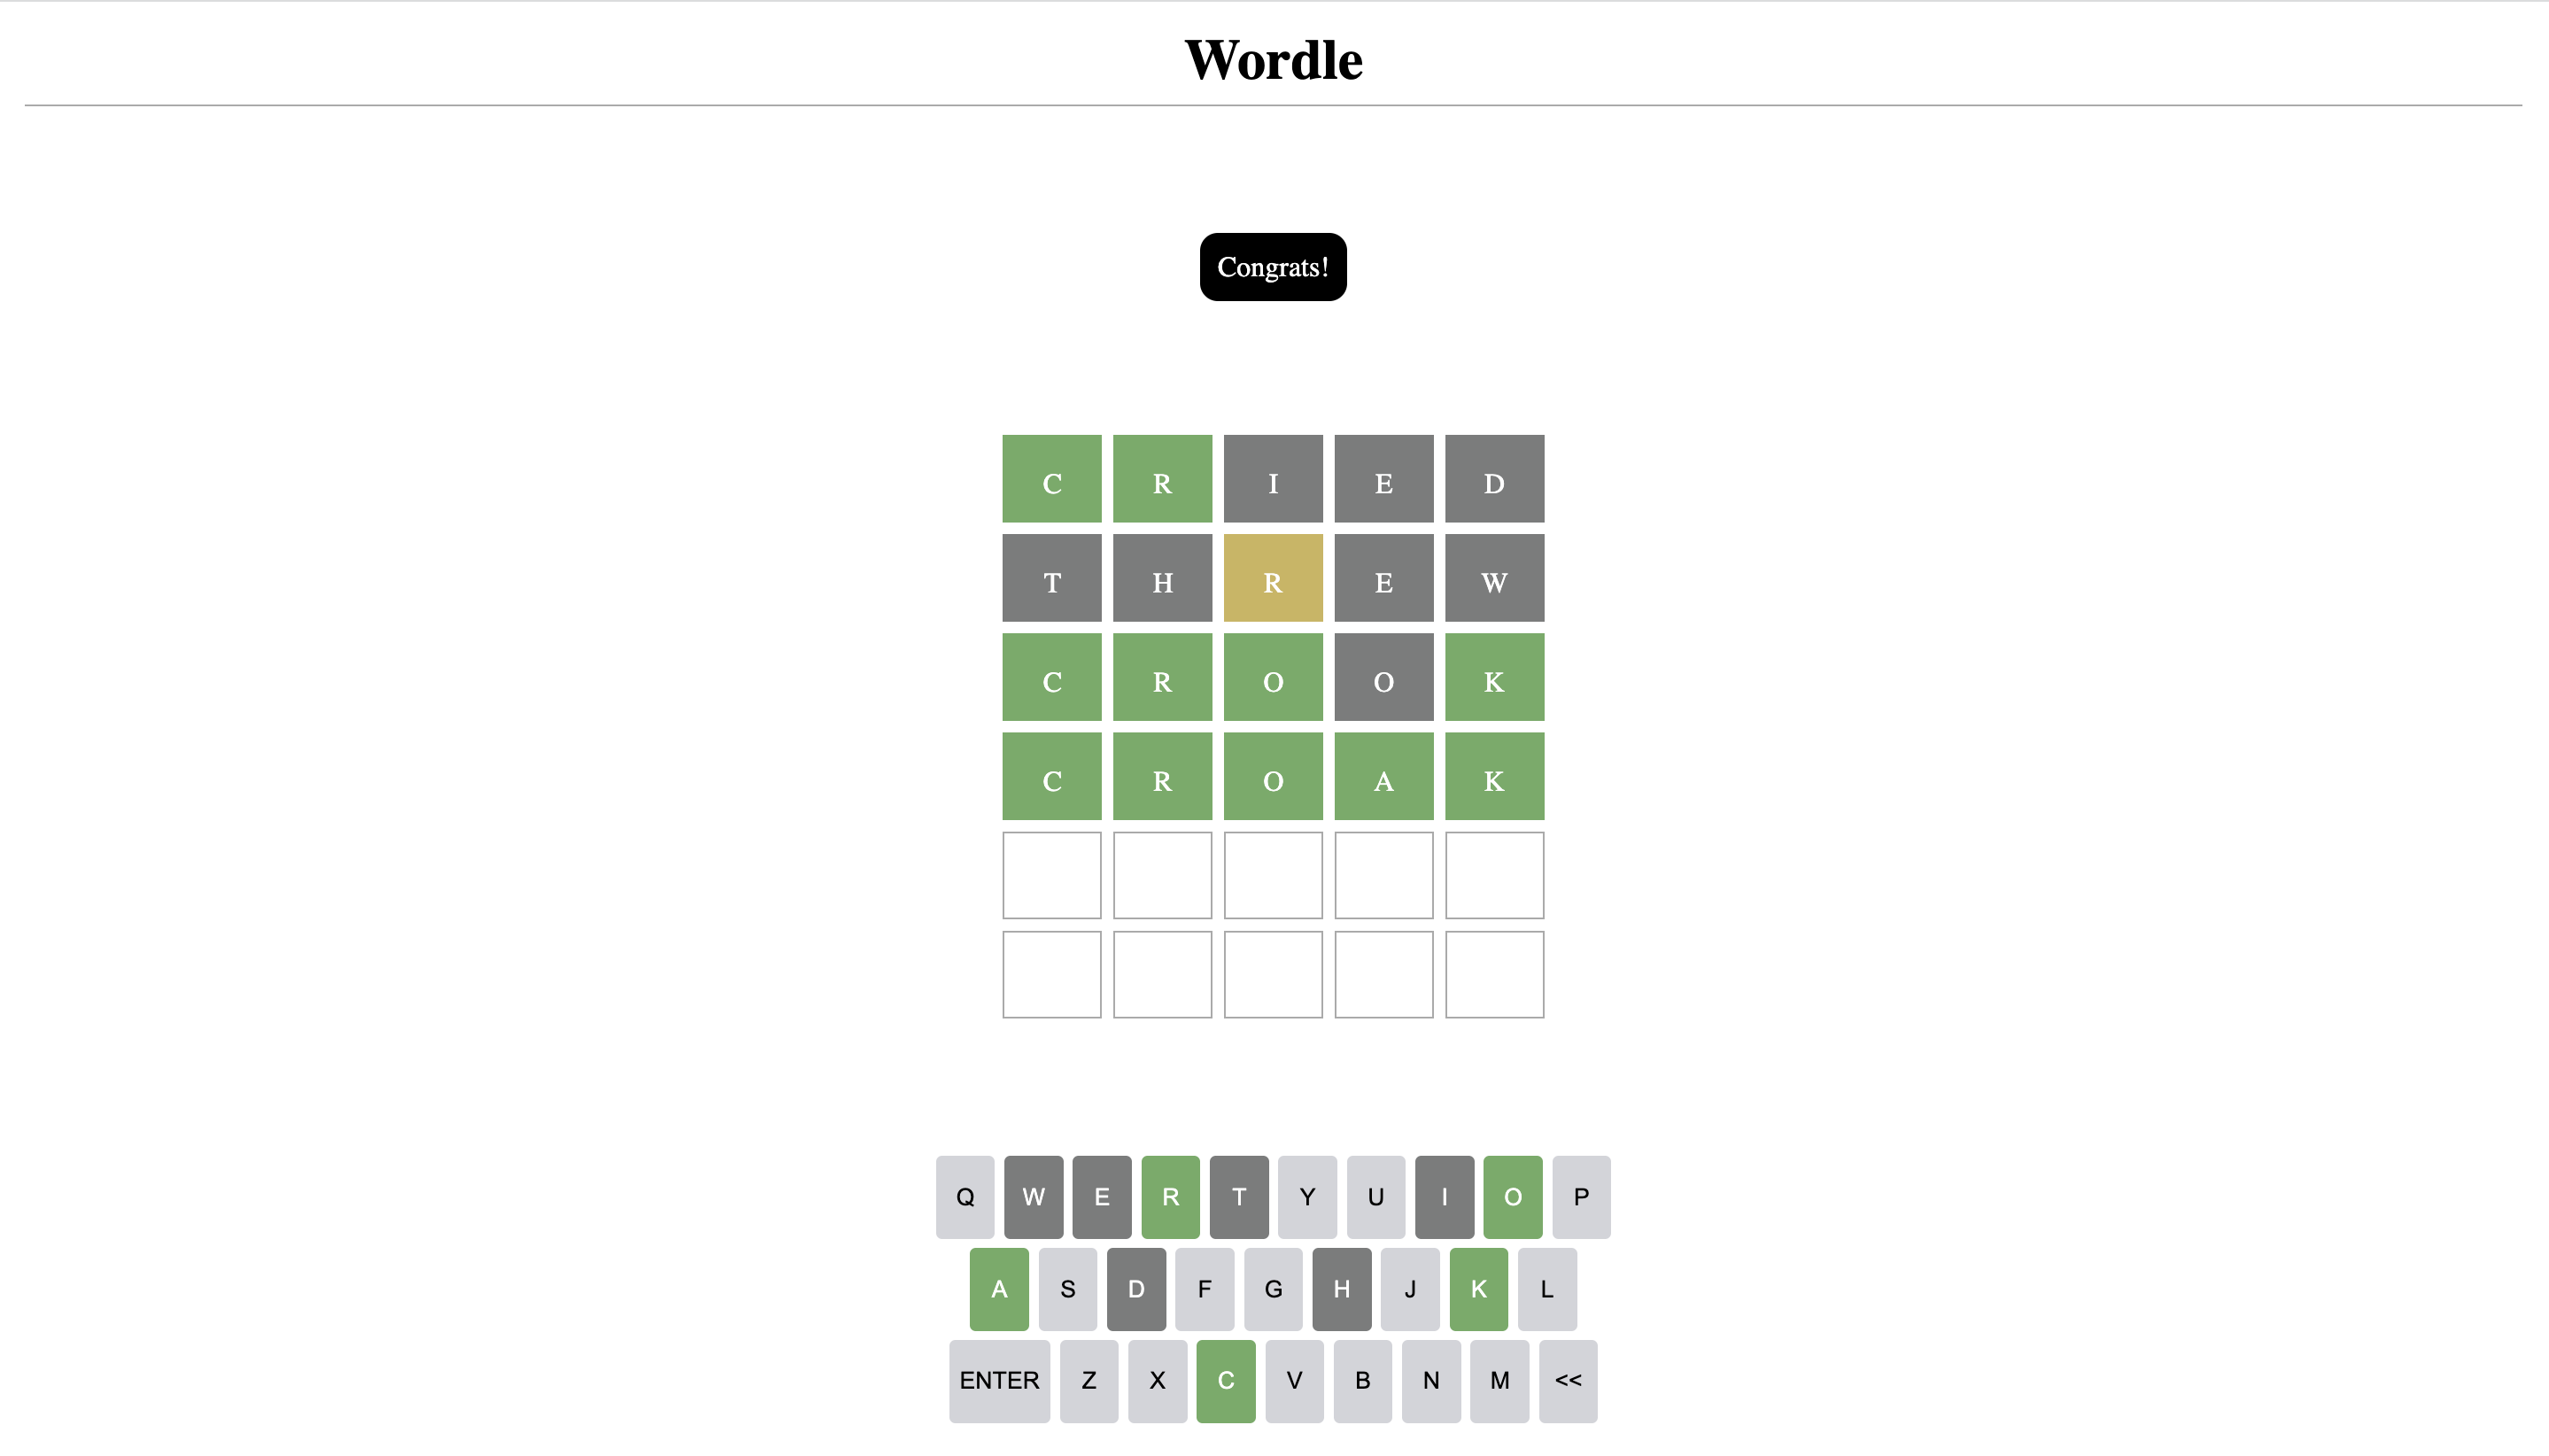 Wordle
Congrats!
C R I E D
T H R E W
C R O O K
C R O A K
Q W E R T Y U I O P
A S D F G H J K L
ENTER Z X C V B N M <<